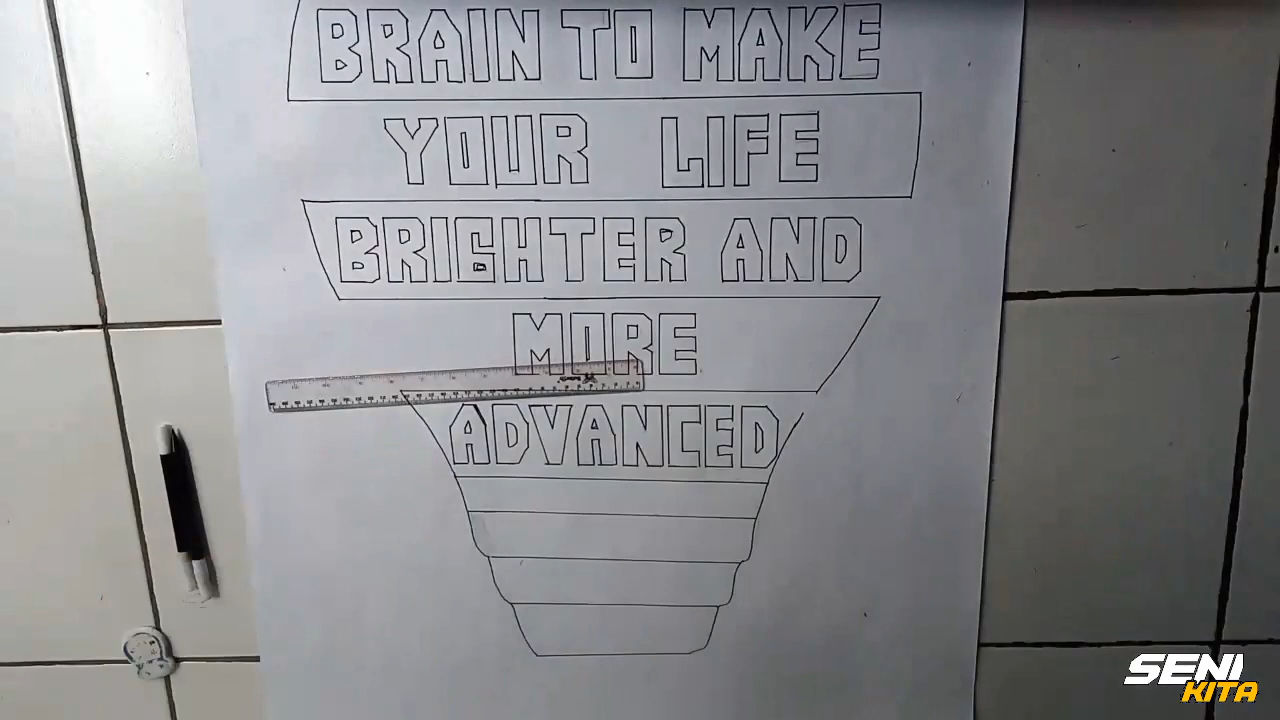 BRAIN TO MAKE
YOUR LIFE
BRIGHTER AND
MORE
ADVANCED
SENI
KITA